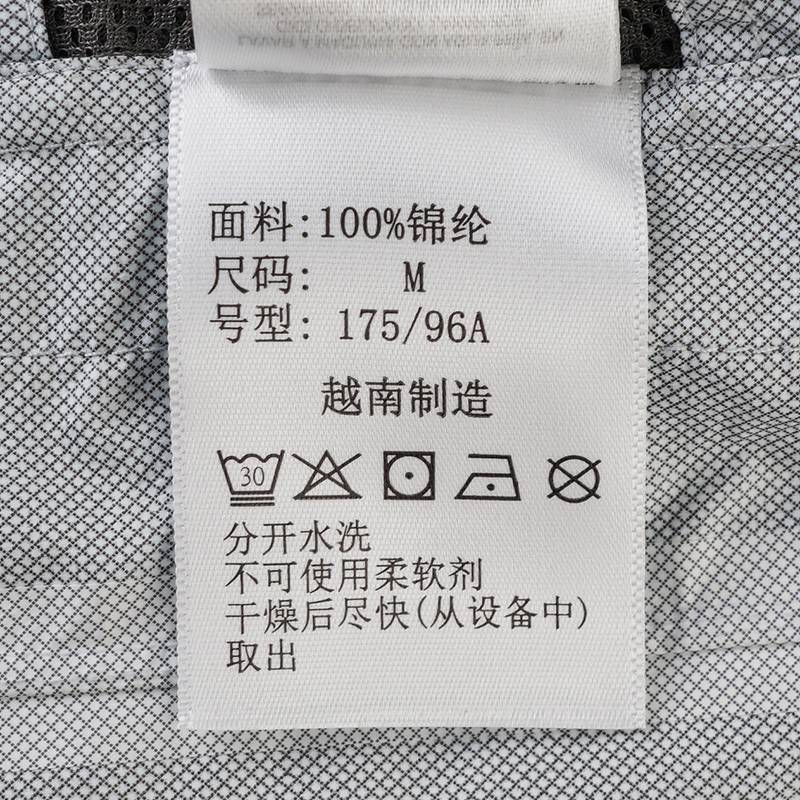 面料:100%锦纶
尺码: M
号型: 175/96A
越南制造
30
分开水洗
不可使用柔软剂
干燥后尽快(从设备中)
取出